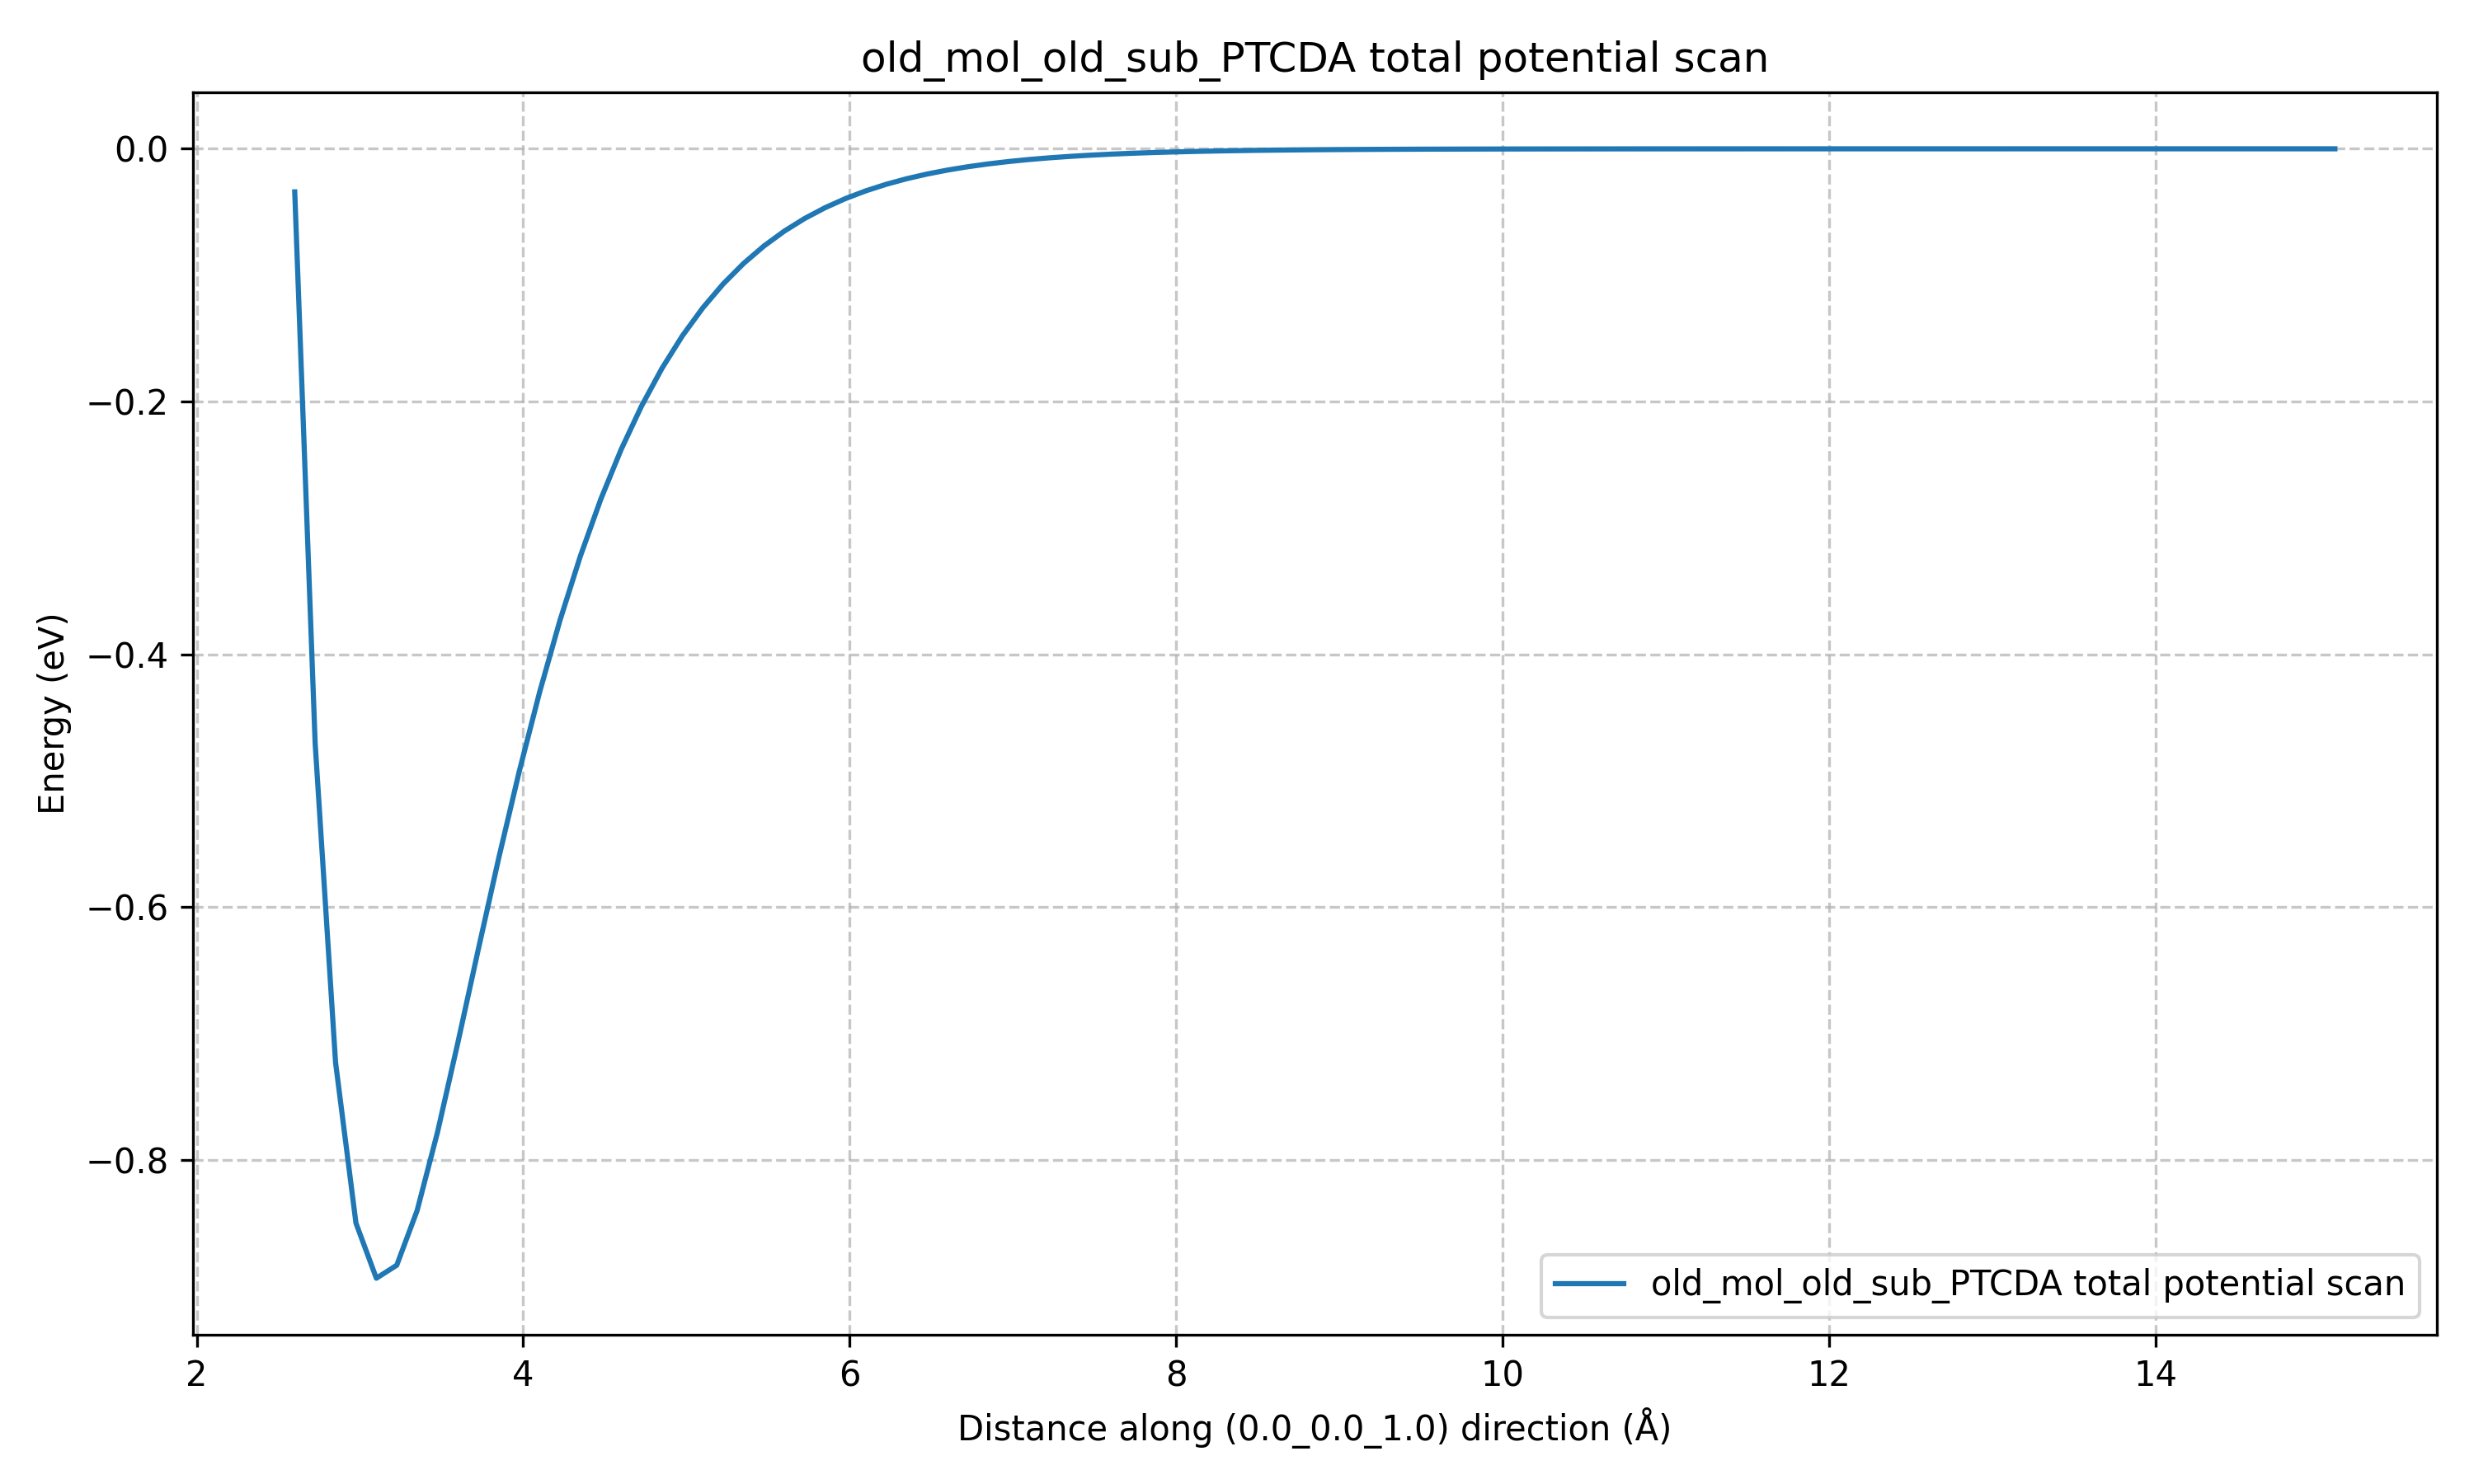 old_mol_old_sub_PTCDA total potential scan
0.0
−0.2
−0.4
−0.6
−0.8
Energy (eV)
old_mol_old_sub_PTCDA total potential scan
2 4 6 8 10 12 14
Distance along (0.0_0.0_1.0) direction (Å)